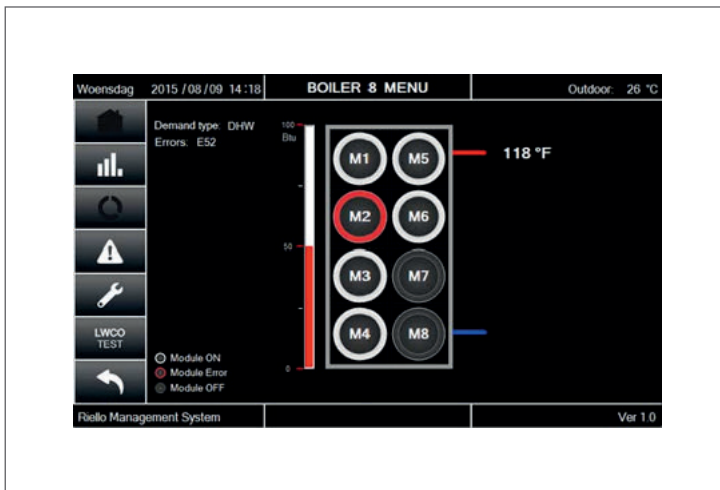 Woensdag 2015 / 08 / 09 14:18 BOILER 8 MENU Outdoor: 26 °C
Demand type: DHW
Errors: E52
100
Btu
M1 M5
118 °F
M2 M6
50
M3 M7
LWCO
TEST
M4 M8
0
Module ON
Module Error
Module OFF
Riello Management System Ver 1.0